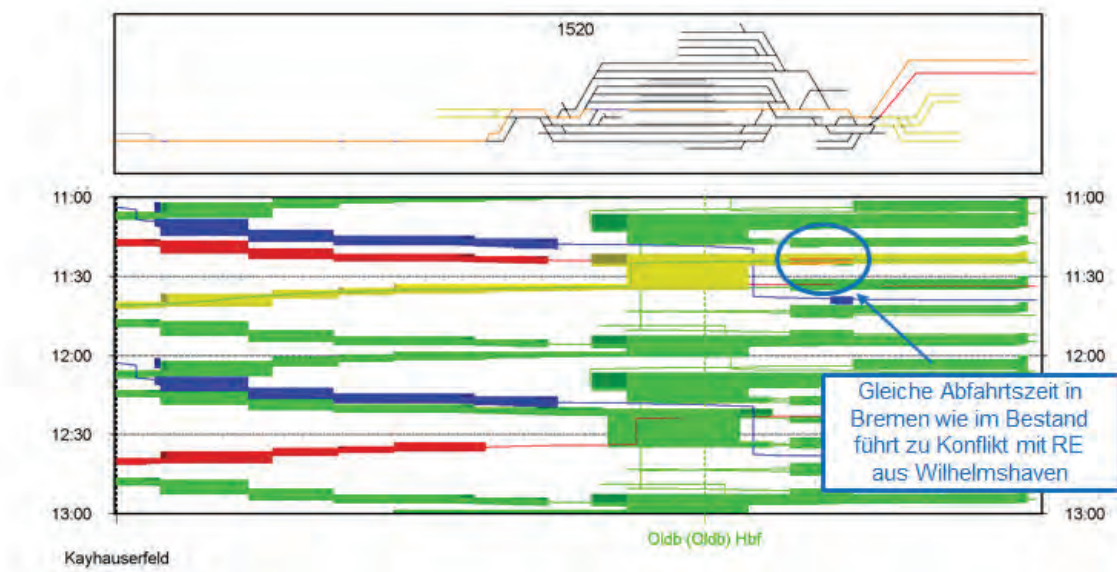 1520
11:00
11:00
11:30
11:30
12:00
12:00
Gleiche Abfahrtszeit in
Bremen wie im Bestand
führt zu Konflikt mit RE
aus Wilhelmshaven
12:30
12:30
13:00
13:00
Oldb (Oldb) Hbf
Kayhauserfeld